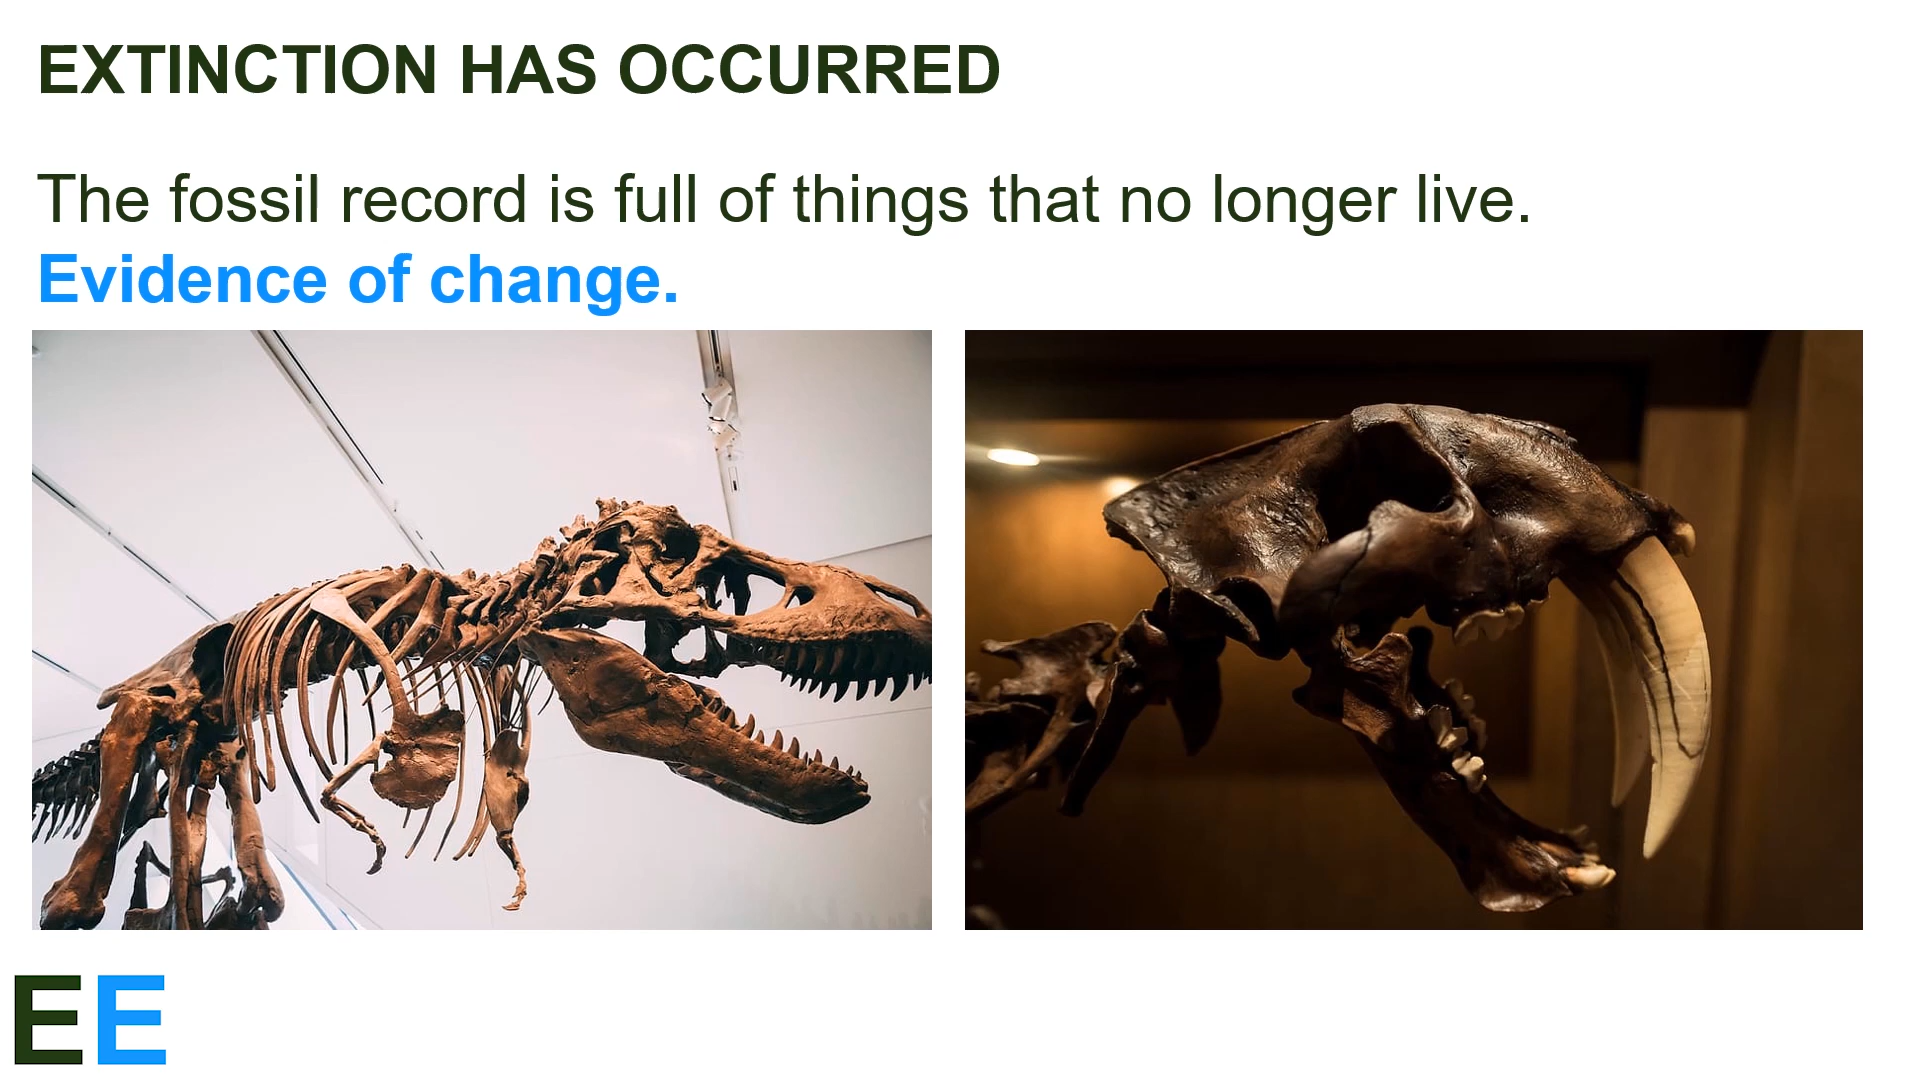 EXTINCTION HAS OCCURRED
The fossil record is full of things that no longer live.
Evidence of change.
EE